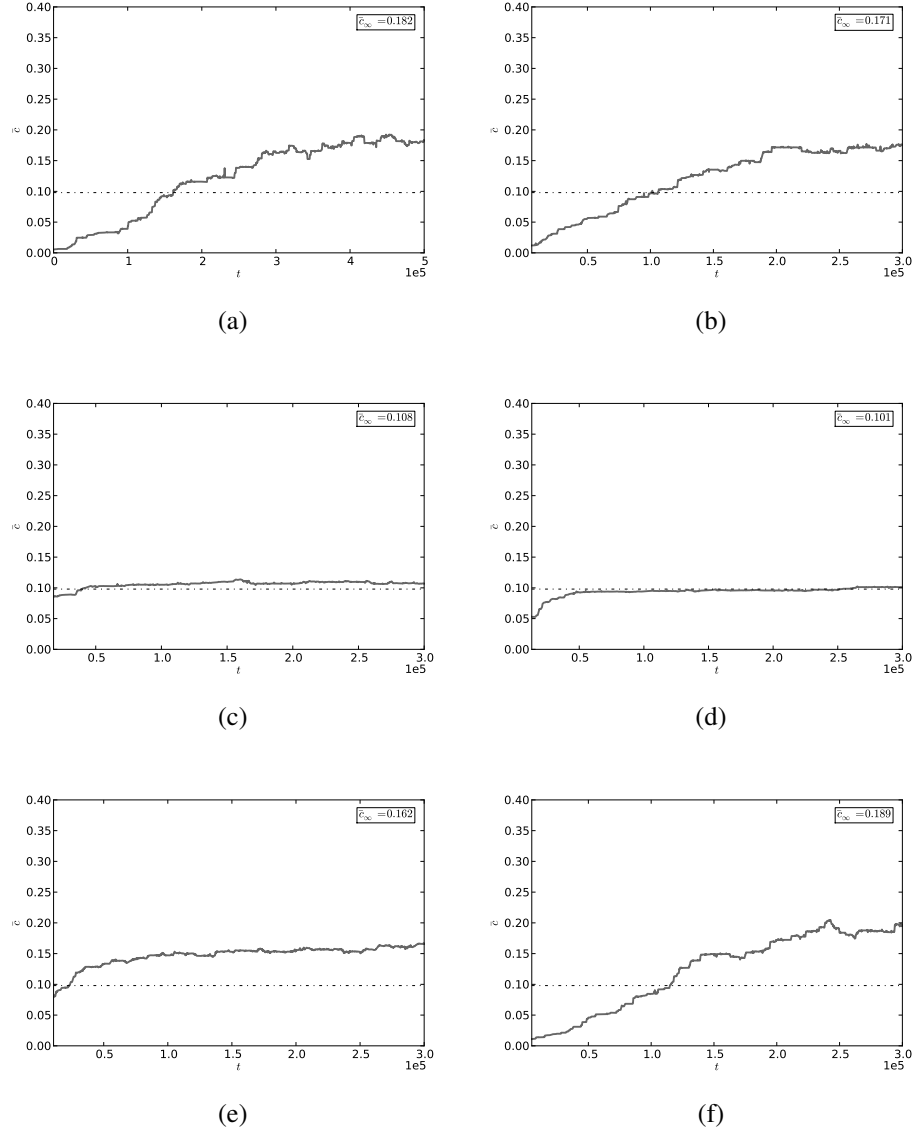 c̄∞ =0.182
0.40
0.35
0.30
0.25
0.20
0.15
0.10
0.05
0.00
c̄
0 1 2 3 4 5
1e5
t
(a)
c̄∞ =0.171
0.40
0.35
0.30
0.25
0.20
0.15
0.10
0.05
0.00
c̄
0.5 1.0 1.5 2.0 2.5 3.0
1e5
t
(b)
c̄∞ =0.108
0.40
0.35
0.30
0.25
0.20
0.15
0.10
0.05
0.00
c̄
0.5 1.0 1.5 2.0 2.5 3.0
1e5
t
(c)
c̄∞ =0.101
0.40
0.35
0.30
0.25
0.20
0.15
0.10
0.05
0.00
c̄
0.5 1.0 1.5 2.0 2.5 3.0
1e5
t
(d)
c̄∞ =0.162
0.40
0.35
0.30
0.25
0.20
0.15
0.10
0.05
0.00
c̄
0.5 1.0 1.5 2.0 2.5 3.0
1e5
t
(e)
c̄∞ =0.189
0.40
0.35
0.30
0.25
0.20
0.15
0.10
0.05
0.00
c̄
0.5 1.0 1.5 2.0 2.5 3.0
1e5
t
(f)